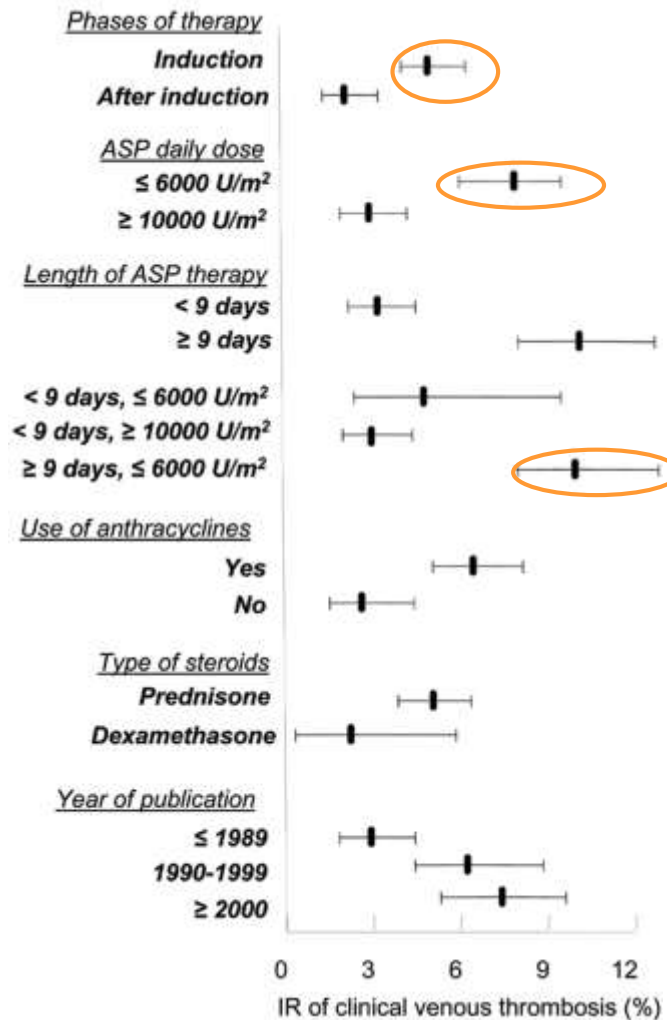 Phases of therapy
Induction
After induction
ASP daily dose
≤ 6000 U/m²
≥ 10000 U/m²
Length of ASP therapy
< 9 days
≥ 9 days
< 9 days, ≤ 6000 U/m²
< 9 days, ≥ 10000 U/m²
≥ 9 days, ≤ 6000 U/m²
Use of anthracyclines
Yes
No
Type of steroids
Prednisone
Dexamethasone
Year of publication
≤ 1989
1990-1999
≥ 2000
0 3 6 9 12
IR of clinical venous thrombosis (%)